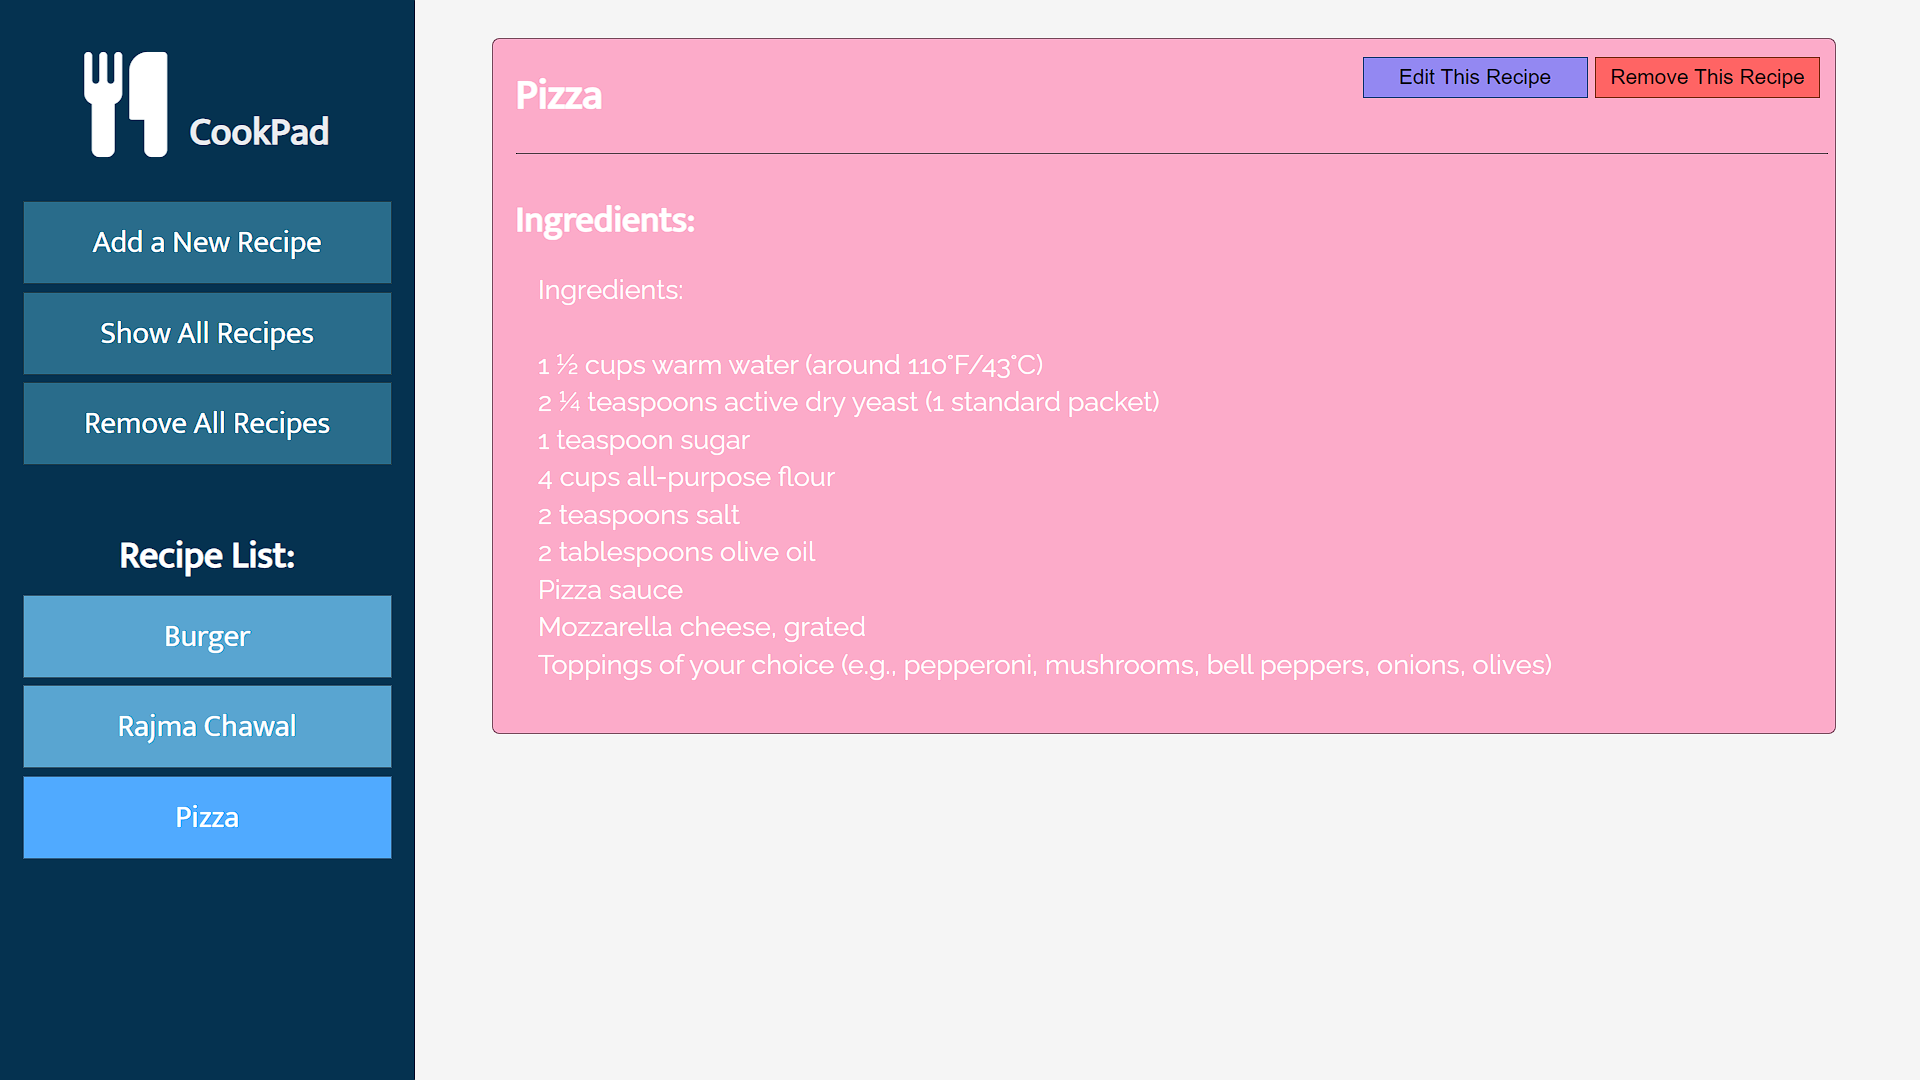 CookPad
Add a New Recipe
Show All Recipes
Remove All Recipes
Recipe List:
Burger
Rajma Chawal
Pizza
Pizza
Edit This Recipe
Remove This Recipe
Ingredients:
Ingredients:
1 ½ cups warm water (around 110°F/43°C)
2 ¼ teaspoons active dry yeast (1 standard packet)
1 teaspoon sugar
4 cups all-purpose flour
2 teaspoons salt
2 tablespoons olive oil
Pizza sauce
Mozzarella cheese, grated
Toppings of your choice (e.g., pepperoni, mushrooms, bell peppers, onions, olives)